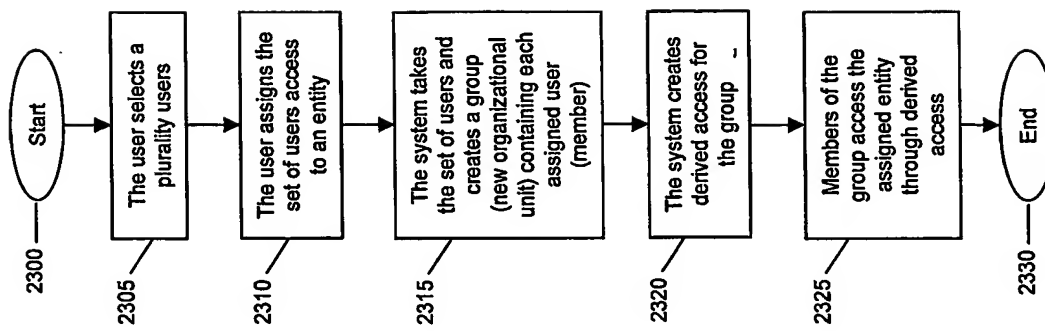 Start
2300
The user selects a
plurality users
2305
The user assigns the
set of users access
to an entity
2310
The system takes
the set of users and
creates a group
(new organizational
unit) containing each
assigned user
(member)
2315
The system creates
derived access for
the group
2320
Members of the
group access the
assigned entity
through derived
access
2325
End
2330